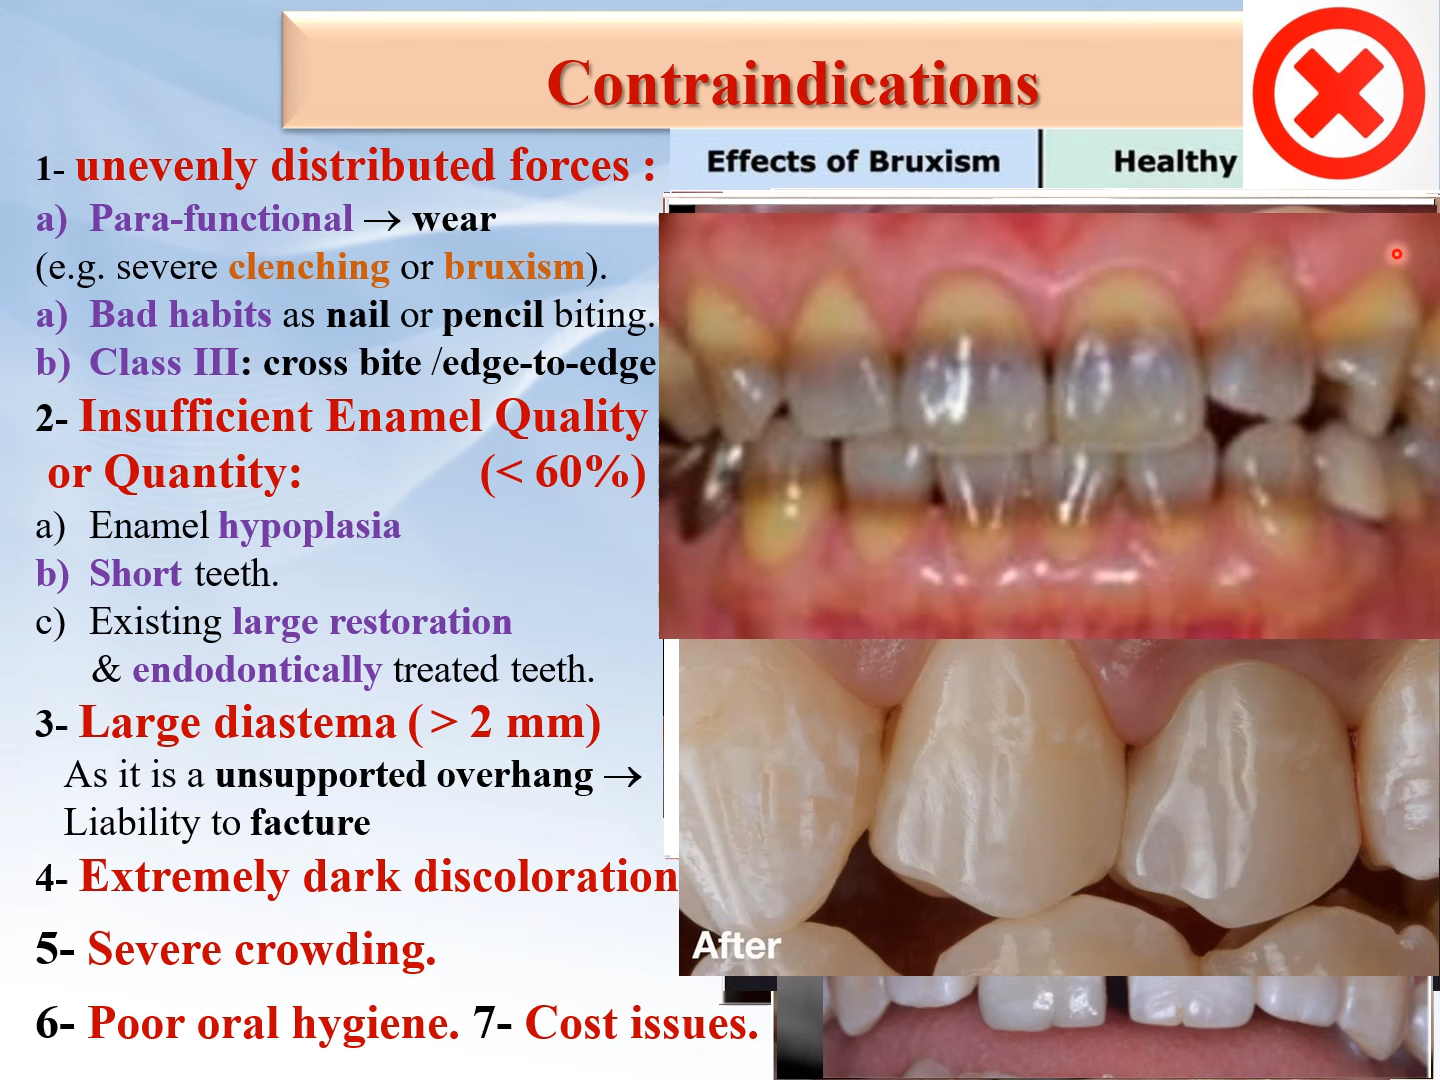 Contraindications
1- unevenly distributed forces :
a) Para-functional → wear
(e.g. severe clenching or bruxism).
a) Bad habits as nail or pencil biting.
b) Class III: cross bite /edge-to-edge
2- Insufficient Enamel Quality
or Quantity: (< 60%)
a) Enamel hypoplasia
b) Short teeth.
c) Existing large restoration
& endodontically treated teeth.
3- Large diastema ( > 2 mm)
As it is a unsupported overhang →
Liability to facture
4- Extremely dark discoloration
5- Severe crowding.
6- Poor oral hygiene. 7- Cost issues.
Effects of Bruxism
Healthy
After